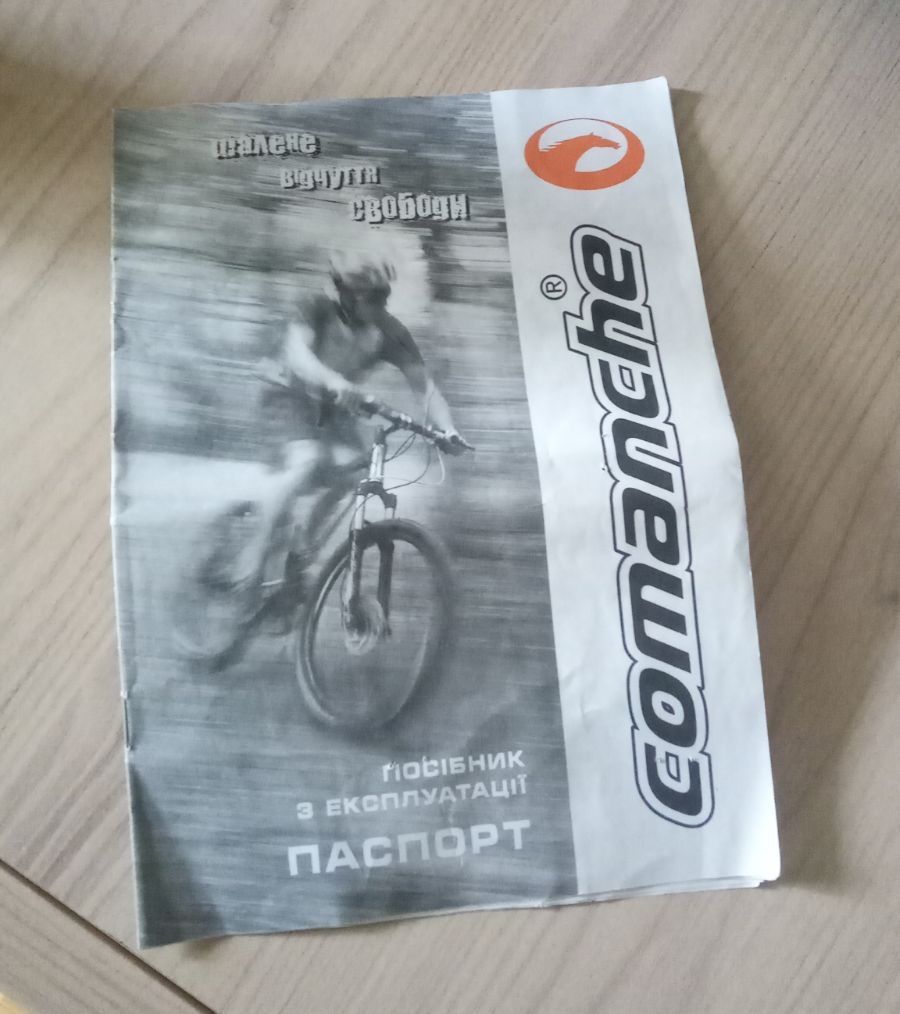 шалене
відчуття
свободи
comanche®
ПОСІБНИК
З ЕКСПЛУАТАЦІЇ
ПАСПОРТ